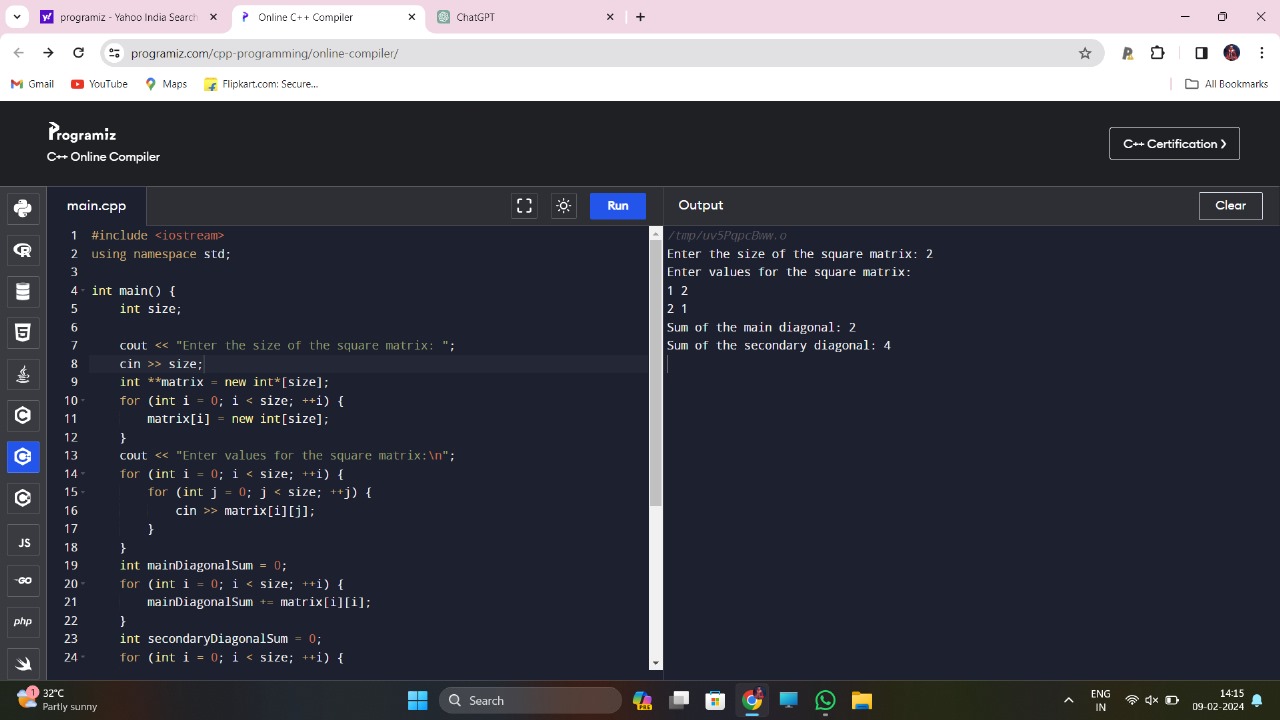 programiz - Yahoo India Search
Online C++ Compiler
ChatGPT
programiz.com/cpp-programming/online-compiler/
Gmail
YouTube
Maps
Flipkart.com: Secure...
All Bookmarks
Programiz
C++ Online Compiler
C++ Certification >
main.cpp
Run
Output
Clear
1 #include <iostream>
2 using namespace std;
3
4 int main() {
5 int size;
6
7 cout << "Enter the size of the square matrix: ";
8 cin >> size;
9 int **matrix = new int*[size];
10 for (int i = 0; i < size; ++i) {
11 matrix[i] = new int[size];
12 }
13 cout << "Enter values for the square matrix:\n";
14 for (int i = 0; i < size; ++i) {
15 for (int j = 0; j < size; ++j) {
16 cin >> matrix[i][j];
17 }
18 }
19 int mainDiagonalSum = 0;
20 for (int i = 0; i < size; ++i) {
21 mainDiagonalSum += matrix[i][i];
22 }
23 int secondaryDiagonalSum = 0;
24 for (int i = 0; i < size; ++i) {
/tmp/uv5PqpcBww.o
Enter the size of the square matrix: 2
Enter values for the square matrix:
1 2
2 1
Sum of the main diagonal: 2
Sum of the secondary diagonal: 4
JS
GO
php
1
32°C
Partly sunny
Search
PRE
ENG
IN
14:15
09-02-2024